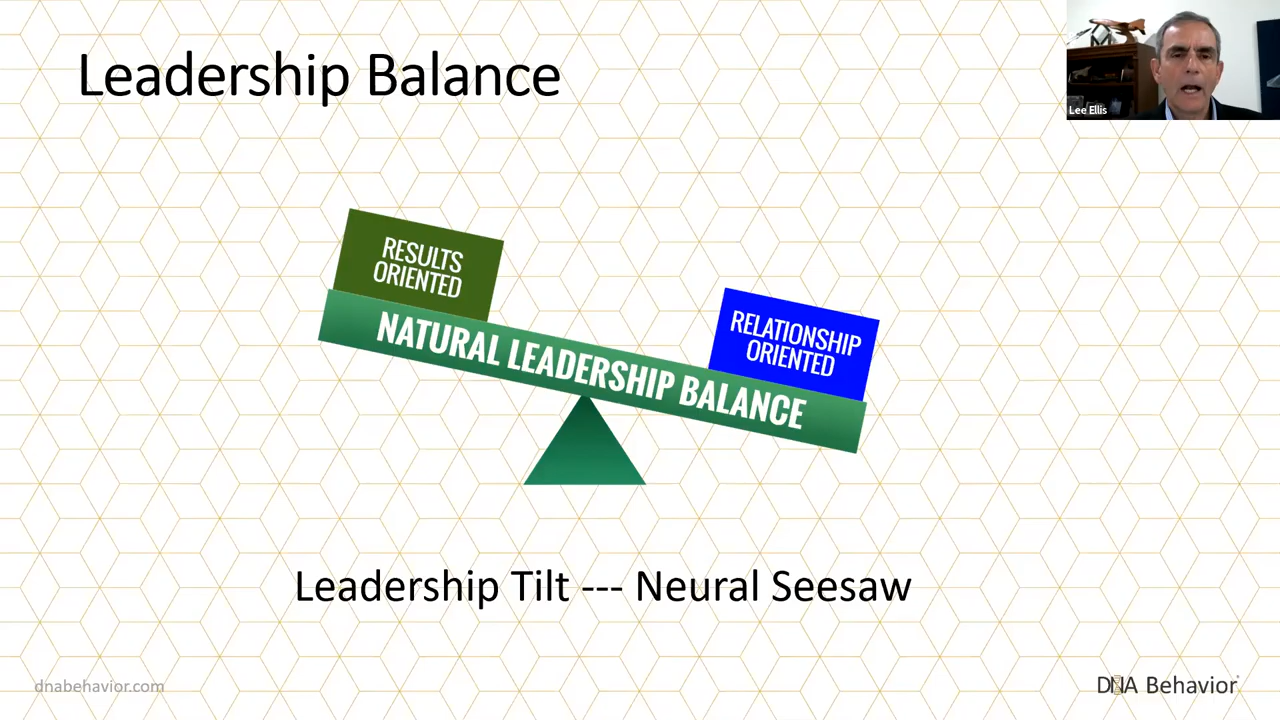 Leadership Balance
Lee Ellis
RESULTS
ORIENTED
RELATIONSHIP
ORIENTED
NATURAL LEADERSHIP BALANCE
Leadership Tilt --- Neural Seesaw
dnabehavior.com
DNA Behavior